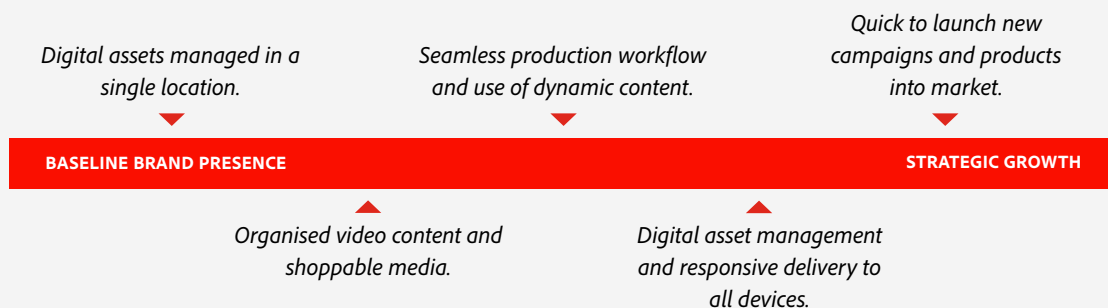 Digital assets managed in a
single location.
Seamless production workflow
and use of dynamic content.
Quick to launch new
campaigns and products
into market.
BASELINE BRAND PRESENCE
STRATEGIC GROWTH
Organised video content and
shoppable media.
Digital asset management
and responsive delivery to
all devices.